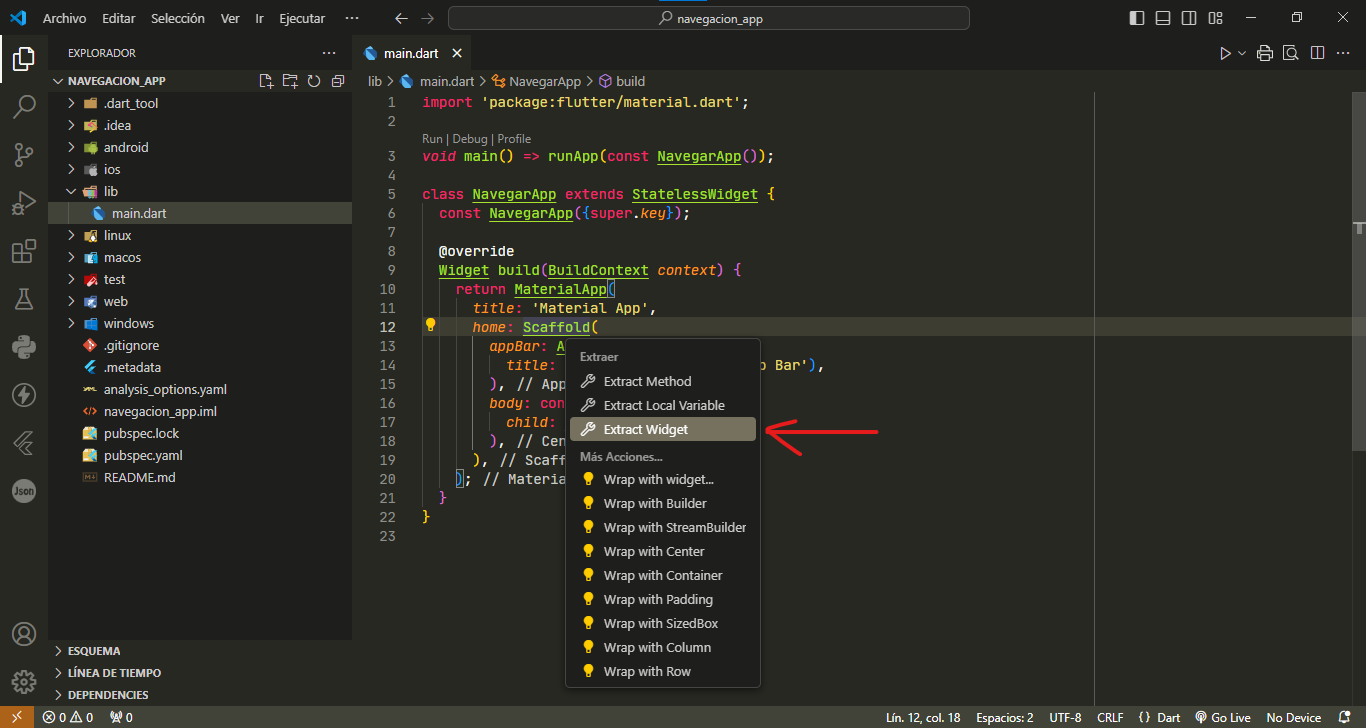 Archivo Editar Selección Ver Ir Ejecutar ··· navegacion_app
EXPLORADOR ···
NAVEGACION_APP
.dart_tool
.idea
android
ios
lib
main.dart
linux
macos
test
web
windows
.gitignore
.metadata
analysis_options.yaml
navegacion_app.iml
pubspec.lock
pubspec.yaml
README.md
ESQUEMA
LÍNEA DE TIEMPO
DEPENDENCIES
Json
main.dart
lib > main.dart > NavegarApp > build
1 import 'package:flutter/material.dart';
2
Run | Debug | Profile
3 void main() => runApp(const NavegarApp());
4
5 class NavegarApp extends StatelessWidget {
6 const NavegarApp({super.key});
7
8 @override
9 Widget build(BuildContext context) {
10 return MaterialApp(
11 title: 'Material App',
12 home: Scaffold(
13 appBar: A
14 title: p Bar'),
15 ), // App
16 body: con
17 child:
18 ), // Cen
19 ), // Scaff
20 ); // Materia
21 }
22 }
23
Extraer
Extract Method
Extract Local Variable
Extract Widget
Más Acciones...
Wrap with widget...
Wrap with Builder
Wrap with StreamBuilder
Wrap with Center
Wrap with Container
Wrap with Padding
Wrap with SizedBox
Wrap with Column
Wrap with Row
0 0 0 Lín. 12, col. 18 Espacios: 2 UTF-8 CRLF {} Dart Go Live No Device